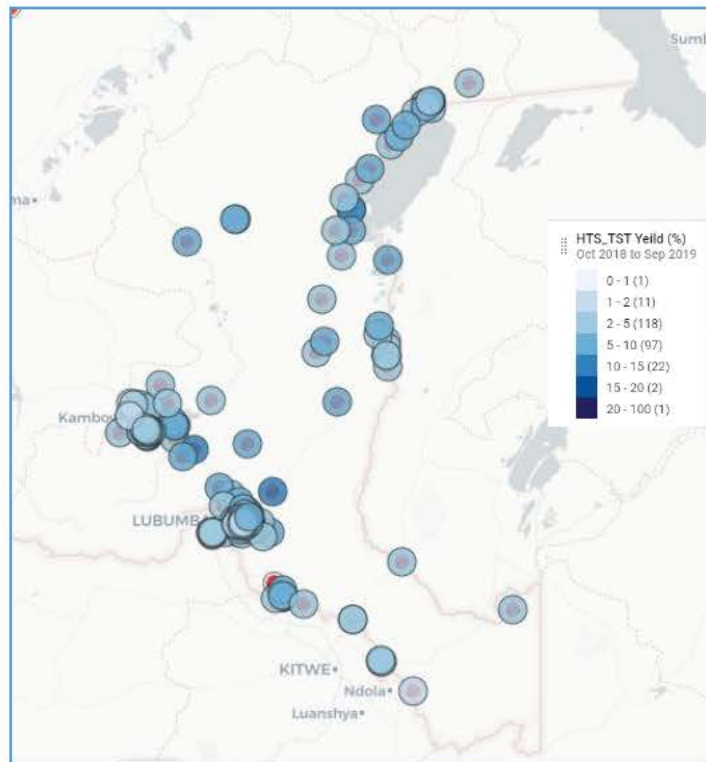 Sumb
ma
HTS_TST Yeild (%)
Oct 2018 to Sep 2019
0 - 1 (1)
1 - 2 (11)
2 - 5 (118)
5 - 10 (97)
10 - 15 (22)
15 - 20 (2)
20 - 100 (1)
Kambov
LUBUMB
KITWE
Ndola
Luanshya